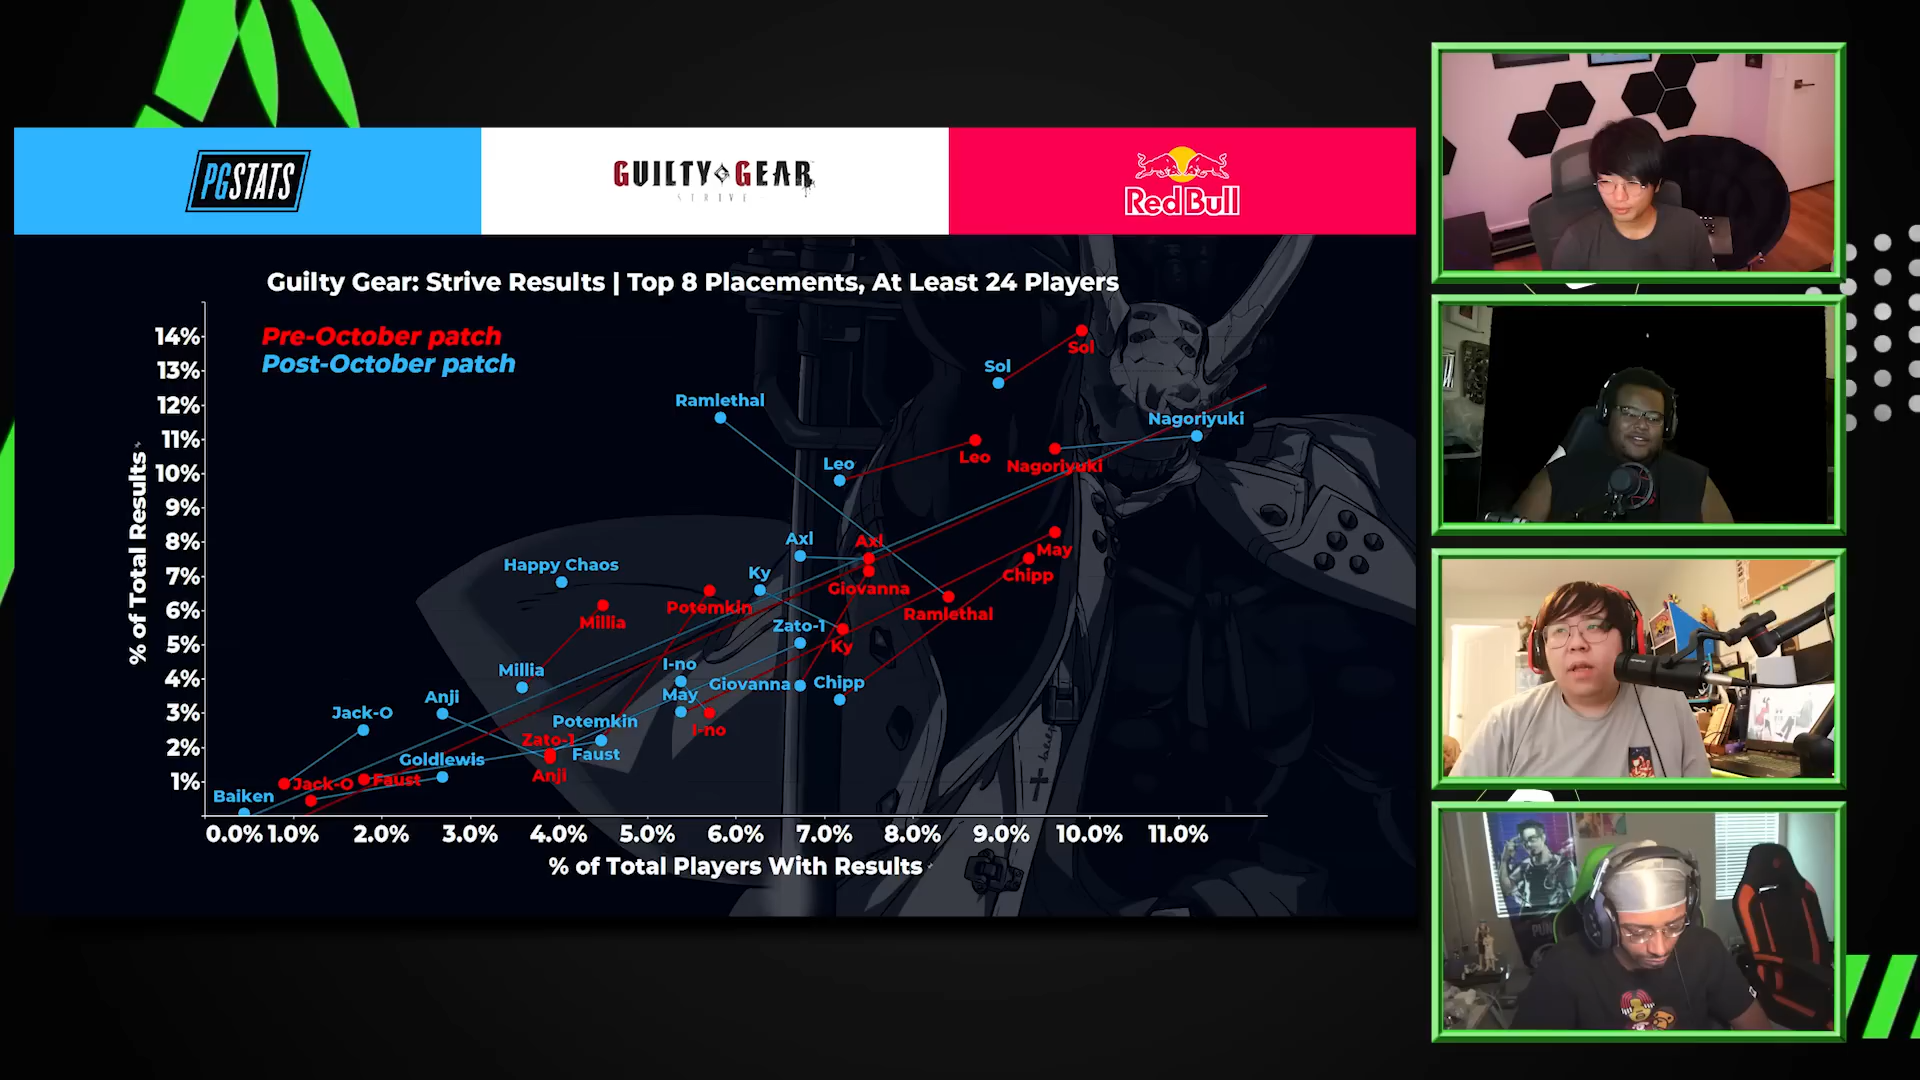 PGSTATS
GUILTY GEAR
STRIVE
Red Bull
Guilty Gear: Strive Results | Top 8 Placements, At Least 24 Players
Pre-October patch
Post-October patch
14%
13%
12%
11%
10%
9%
8%
7%
6%
5%
4%
3%
2%
1%
% of Total Results
Sol
Sol
Ramlethal
Nagoriyuki
Leo
Leo
Nagoriyuki
Axl
Axl
May
Happy Chaos
Ky
Chipp
Giovanna
Potemkin
Ramlethal
Millia
Zato-1
Ky
I-no
Millia
Giovanna
Chipp
May
Anji
Jack-O
Potemkin
I-no
Zato-1
Faust
Goldlewis
Anji
Jack-O
Faust
Baiken
0.0% 1.0% 2.0% 3.0% 4.0% 5.0% 6.0% 7.0% 8.0% 9.0% 10.0% 11.0%
% of Total Players With Results